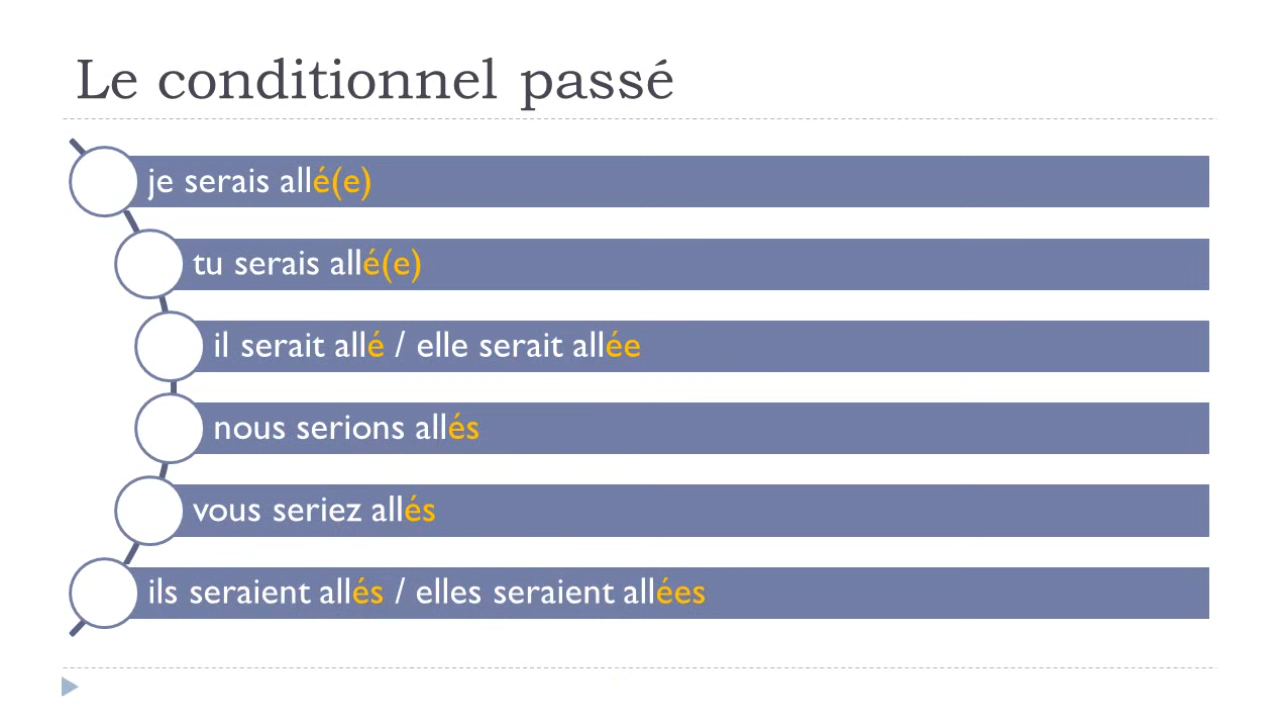 Le conditionnel passé
je serais allé(e)
tu serais allé(e)
il serait allé / elle serait allée
nous serions allés
vous seriez allés
ils seraient allés / elles seraient allées